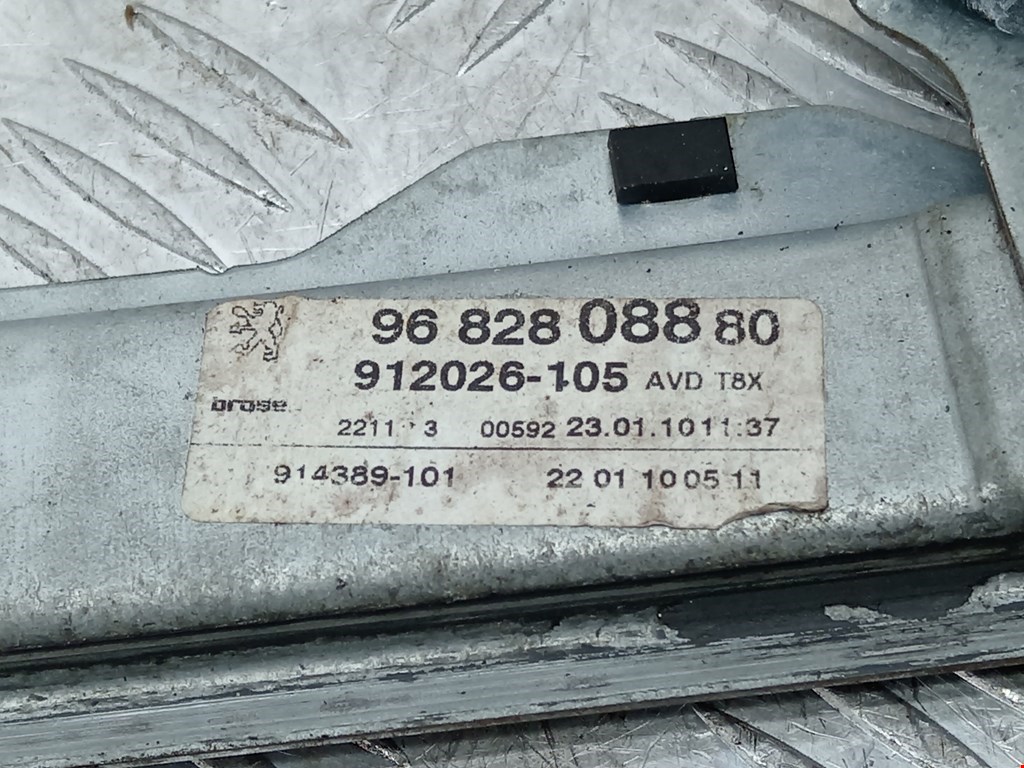 96 828 088 80
912026-105 AVD T8X
brose
00592 23.01.10 11:37
914389-101 22 01 10 05 11